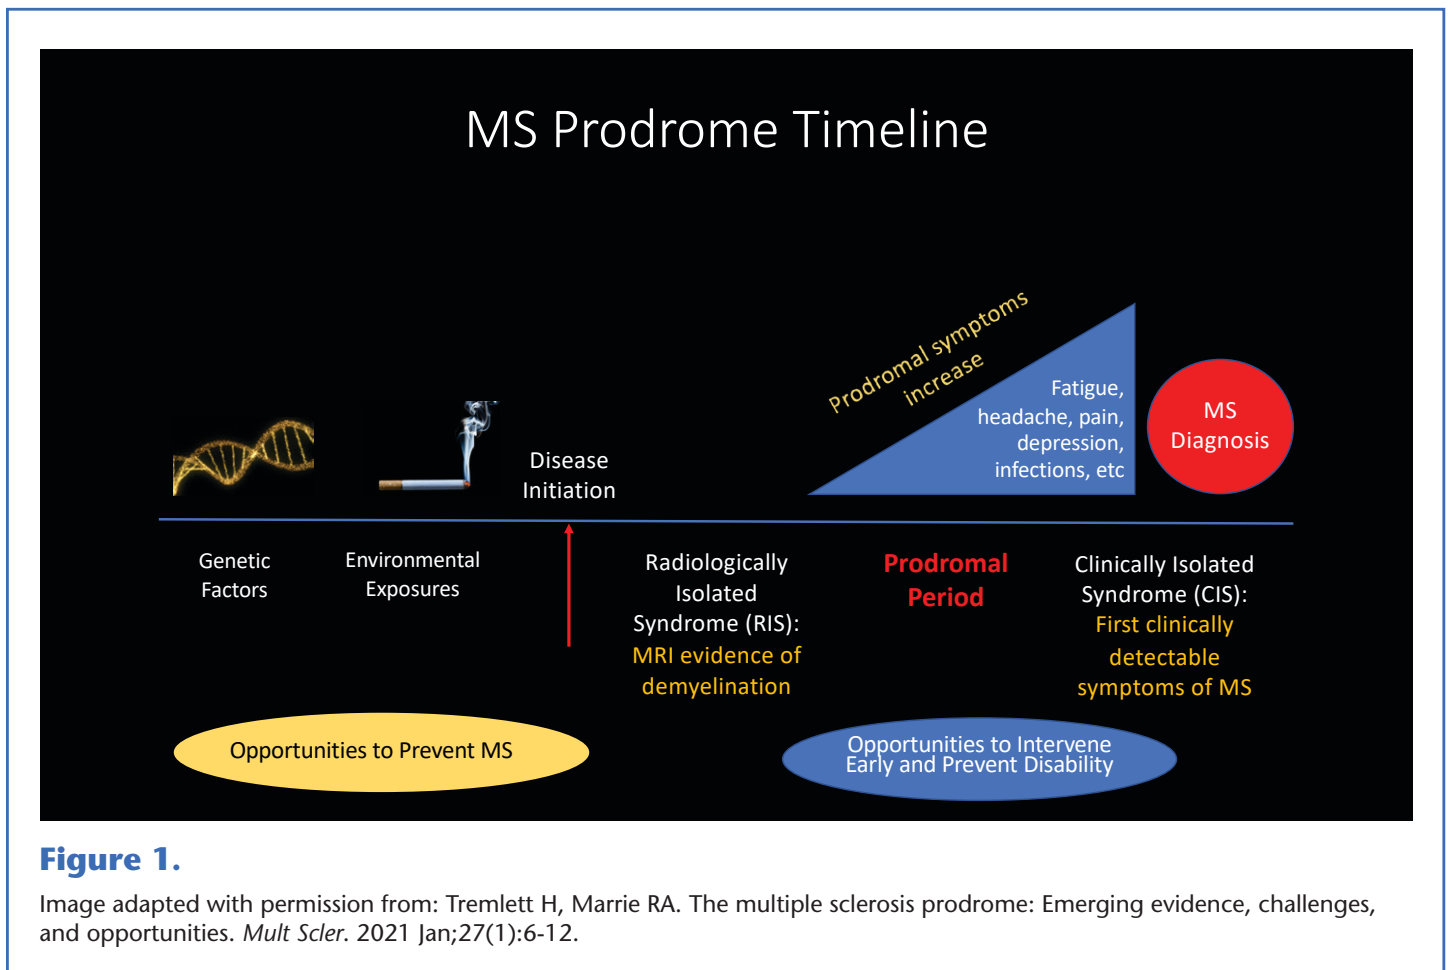 MS Prodrome Timeline
Prodromal symptoms
increase
Fatigue,
headache, pain,
depression,
infections, etc
MS
Diagnosis
Disease
Initiation
Genetic
Factors
Environmental
Exposures
Radiologically
Isolated
Syndrome (RIS):
MRI evidence of
demyelination
Prodromal
Period
Clinically Isolated
Syndrome (CIS):
First clinically
detectable
symptoms of MS
Opportunities to Prevent MS
Opportunities to Intervene
Early and Prevent Disability
Figure 1.
Image adapted with permission from: Tremlett H, Marrie RA. The multiple sclerosis prodrome: Emerging evidence, challenges,
and opportunities. Mult Scler. 2021 Jan;27(1):6-12.